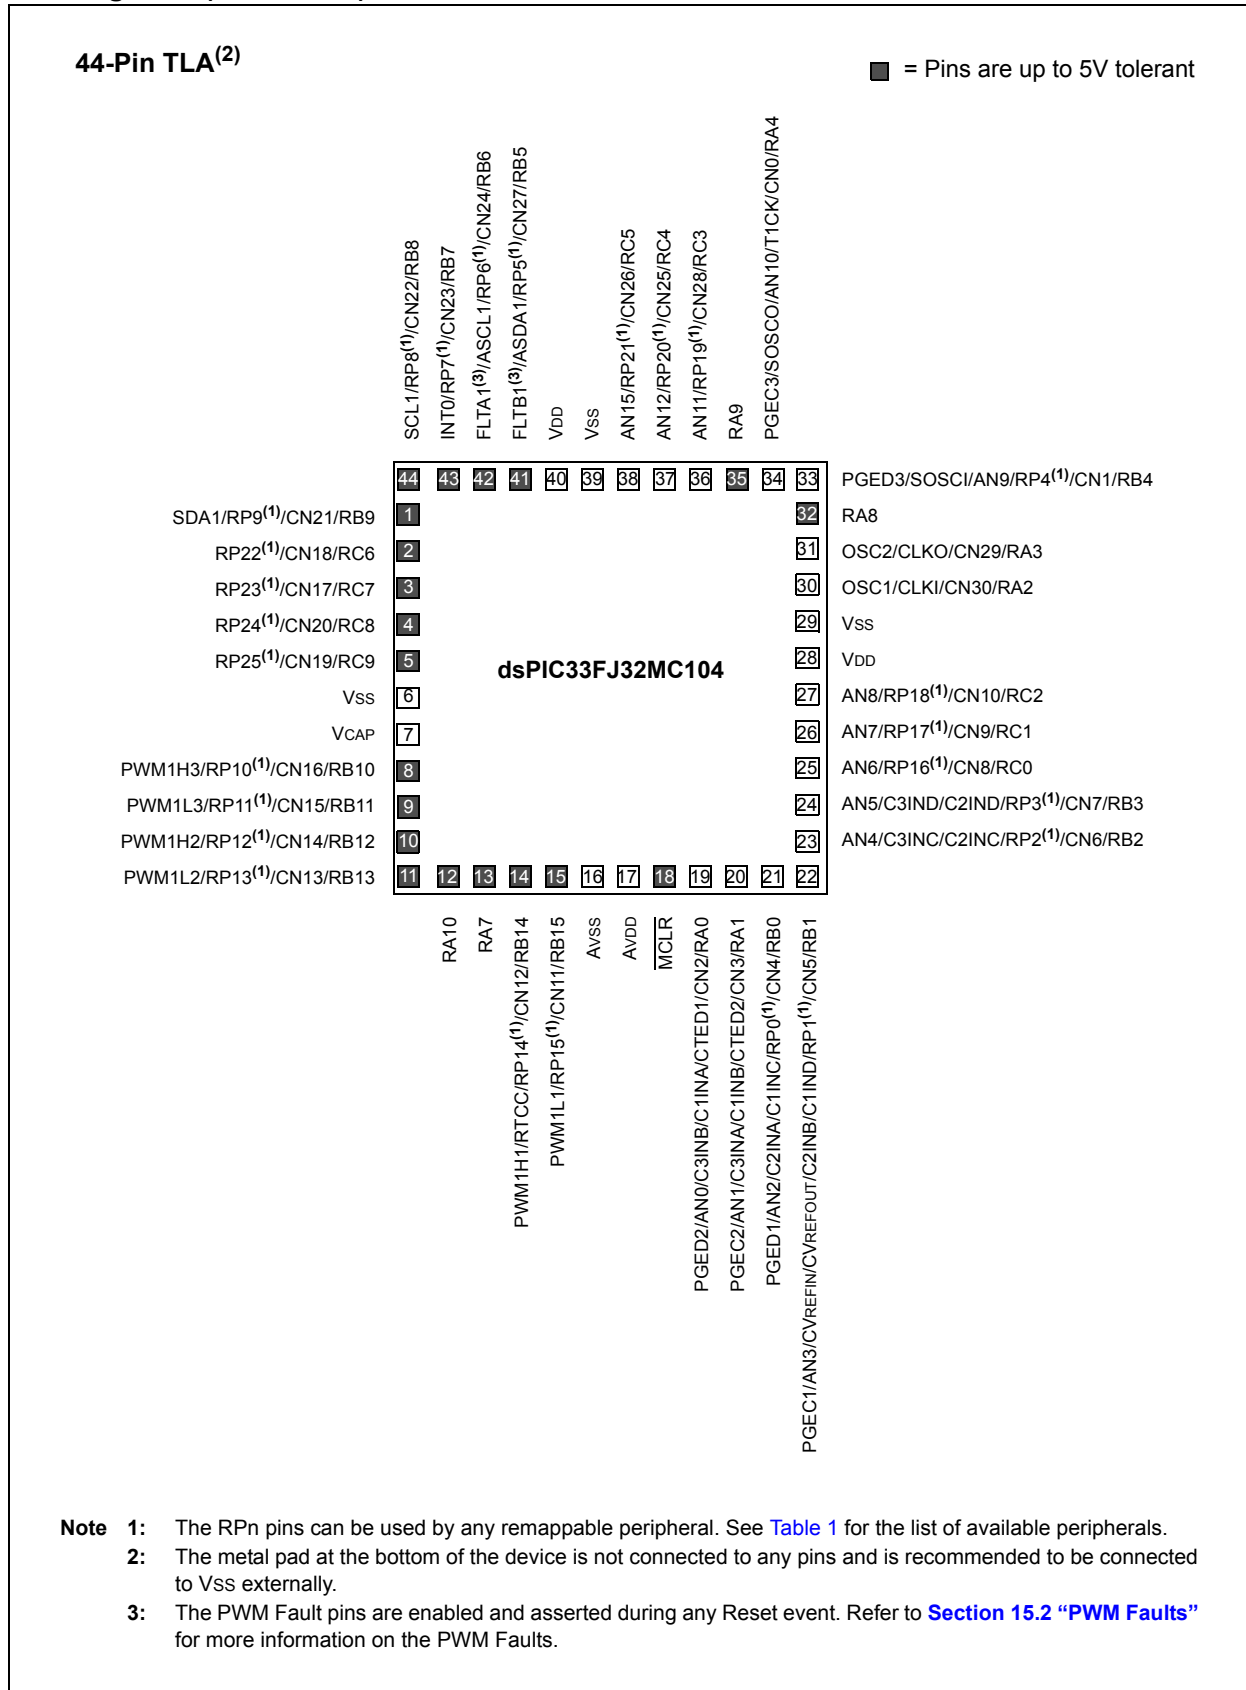 44-Pin TLA(2)
= Pins are up to 5V tolerant
SCL1/RP8(1)/CN22/RB8
INT0/RP7(1)/CN23/RB7
FLTA1(3)/ASCL1/RP6(1)/CN24/RB6
FLTB1(3)/ASDA1/RP5(1)/CN27/RB5
VDD
VSS
AN15/RP21(1)/CN26/RC5
AN12/RP20(1)/CN25/RC4
AN11/RP19(1)/CN28/RC3
RA9
PGEC3/SOSCO/AN10/T1CK/CN0/RA4
44 43 42 41 40 39 38 37 36 35 34 33 PGED3/SOSCI/AN9/RP4(1)/CN1/RB4
SDA1/RP9(1)/CN21/RB9 1 32 RA8
RP22(1)/CN18/RC6 2 31 OSC2/CLKO/CN29/RA3
RP23(1)/CN17/RC7 3 30 OSC1/CLKI/CN30/RA2
RP24(1)/CN20/RC8 4 29 VSS
RP25(1)/CN19/RC9 5 dsPIC33FJ32MC104 28 VDD
VSS 6 27 AN8/RP18(1)/CN10/RC2
VCAP 7 26 AN7/RP17(1)/CN9/RC1
PWM1H3/RP10(1)/CN16/RB10 8 25 AN6/RP16(1)/CN8/RC0
PWM1L3/RP11(1)/CN15/RB11 9 24 AN5/C3IND/C2IND/RP3(1)/CN7/RB3
PWM1H2/RP12(1)/CN14/RB12 10 23 AN4/C3INC/C2INC/RP2(1)/CN6/RB2
PWM1L2/RP13(1)/CN13/RB13 11 12 13 14 15 16 17 18 19 20 21 22
RA10
RA7
PWM1H1/RTCC/RP14(1)/CN12/RB14
PWM1L1/RP15(1)/CN11/RB15
AVSS
AVDD
MCLR
PGED2/AN0/C3INB/C1INA/CTED1/CN2/RA0
PGEC2/AN1/C3INA/C1INB/CTED2/CN3/RA1
PGED1/AN2/C2INA/C1INC/RP0(1)/CN4/RB0
PGEC1/AN3/CVREFIN/CVREFOUT/C2INB/C1IND/RP1(1)/CN5/RB1
Note 1: The RPn pins can be used by any remappable peripheral. See Table 1 for the list of available peripherals.
2: The metal pad at the bottom of the device is not connected to any pins and is recommended to be connected
to VSS externally.
3: The PWM Fault pins are enabled and asserted during any Reset event. Refer to Section 15.2 “PWM Faults”
for more information on the PWM Faults.